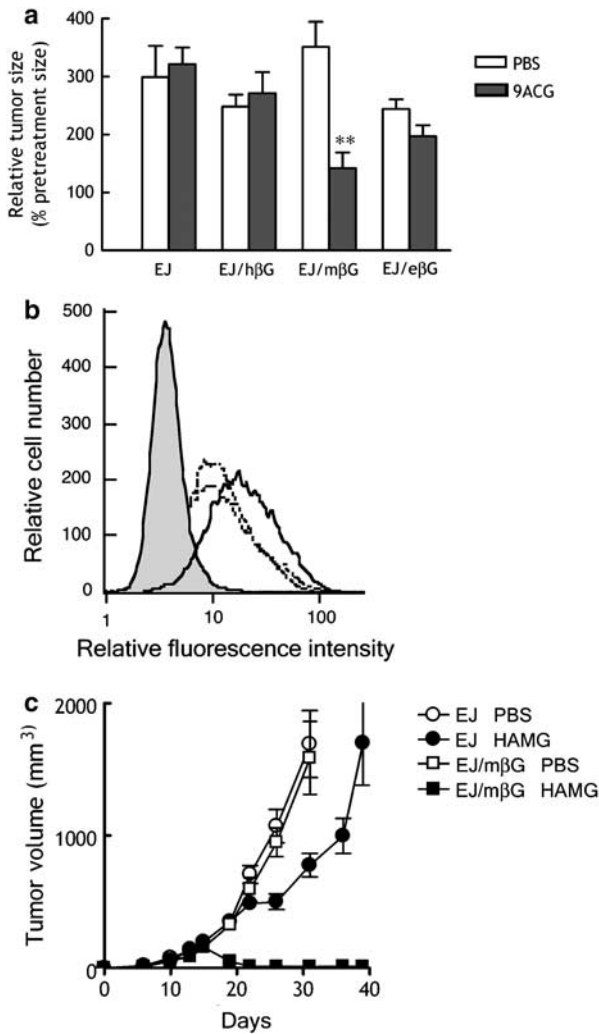 a
Relative tumor size
(% pretreatment size)
400
300
200
100
0
**
EJ
EJ/hβG
EJ/mβG
EJ/eβG
PBS
9ACG
b
Relative cell number
500
400
300
200
100
0
1
10
100
Relative fluorescence intensity
c
Tumor volume (mm³)
2000
1000
0
0
10
20
30
40
Days
EJ PBS
EJ HAMG
EJ/mβG PBS
EJ/mβG HAMG